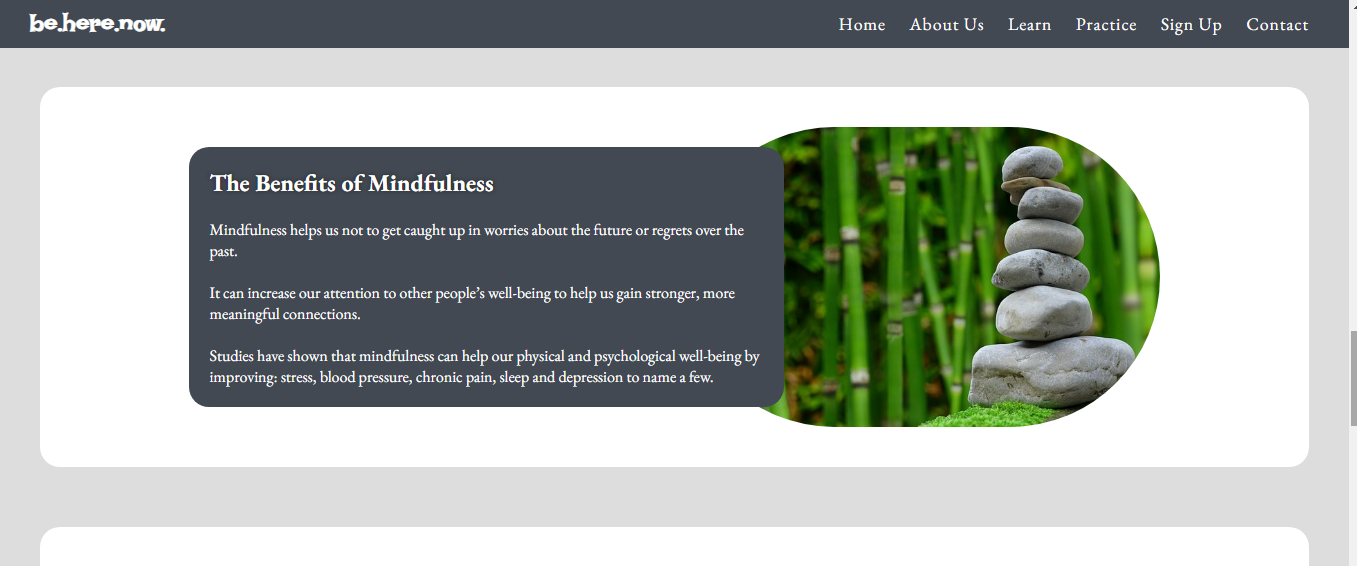 be.here.now.
Home About Us Learn Practice Sign Up Contact
The Benefits of Mindfulness
Mindfulness helps us not to get caught up in worries about the future or regrets over the
past.
It can increase our attention to other people’s well-being to help us gain stronger, more
meaningful connections.
Studies have shown that mindfulness can help our physical and psychological well-being by
improving: stress, blood pressure, chronic pain, sleep and depression to name a few.